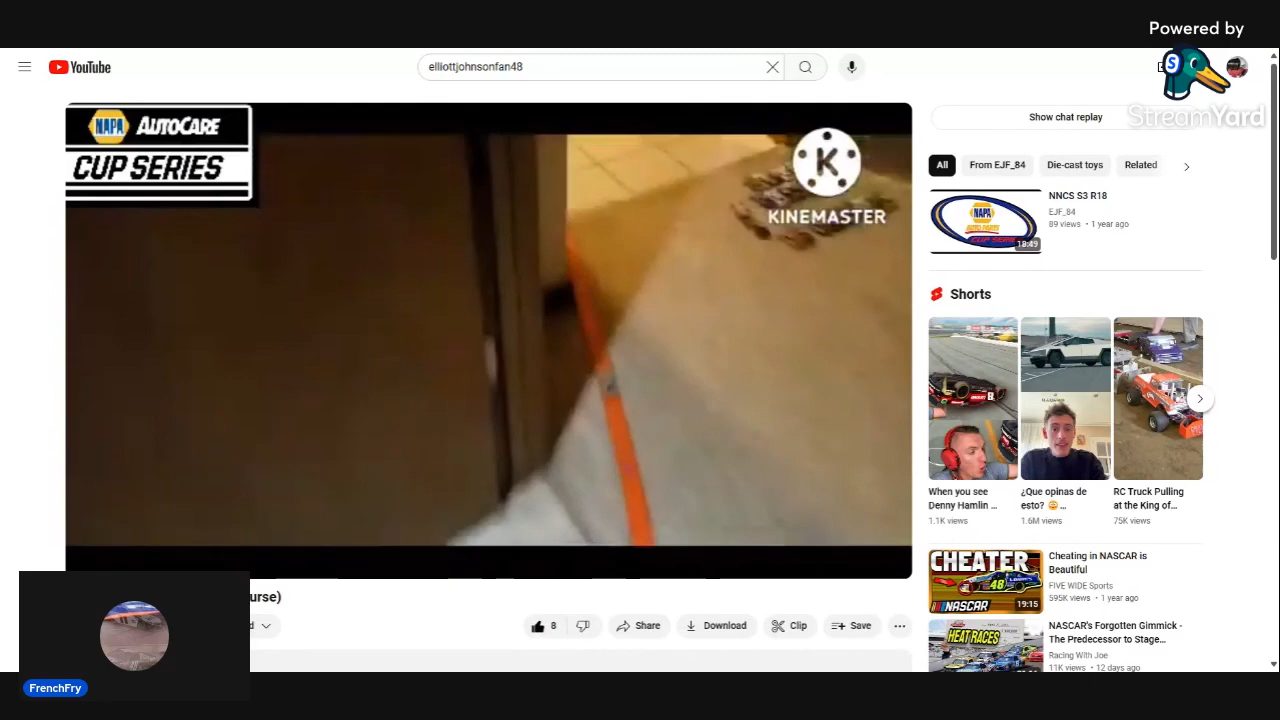 Powered by
StreamYard
YouTube
elliottjohnsonfan48
NAPA AUTOCARE
CUP SERIES
K
KINEMASTER
Show chat replay
All
From EJF_84
Die-cast toys
Related
NNCS S3 R18
EJF_84
89 views • 1 year ago
NAPA
AUTO PARTS
CUP SERIES
18:49
Shorts
When you see
Denny Hamlin ...
1.1K views
¿Que opinas de
esto? 😳...
1.6M views
RC Truck Pulling
at the King of...
75K views
CHEATER
48
NASCAR
19:15
Cheating in NASCAR is
Beautiful
FIVE WIDE Sports
595K views • 1 year ago
HEAT RACES
NASCAR's Forgotten Gimmick -
The Predecessor to Stage...
Racing With Joe
11K views • 12 days ago
urse)
8
Share
Download
Clip
Save
FrenchFry